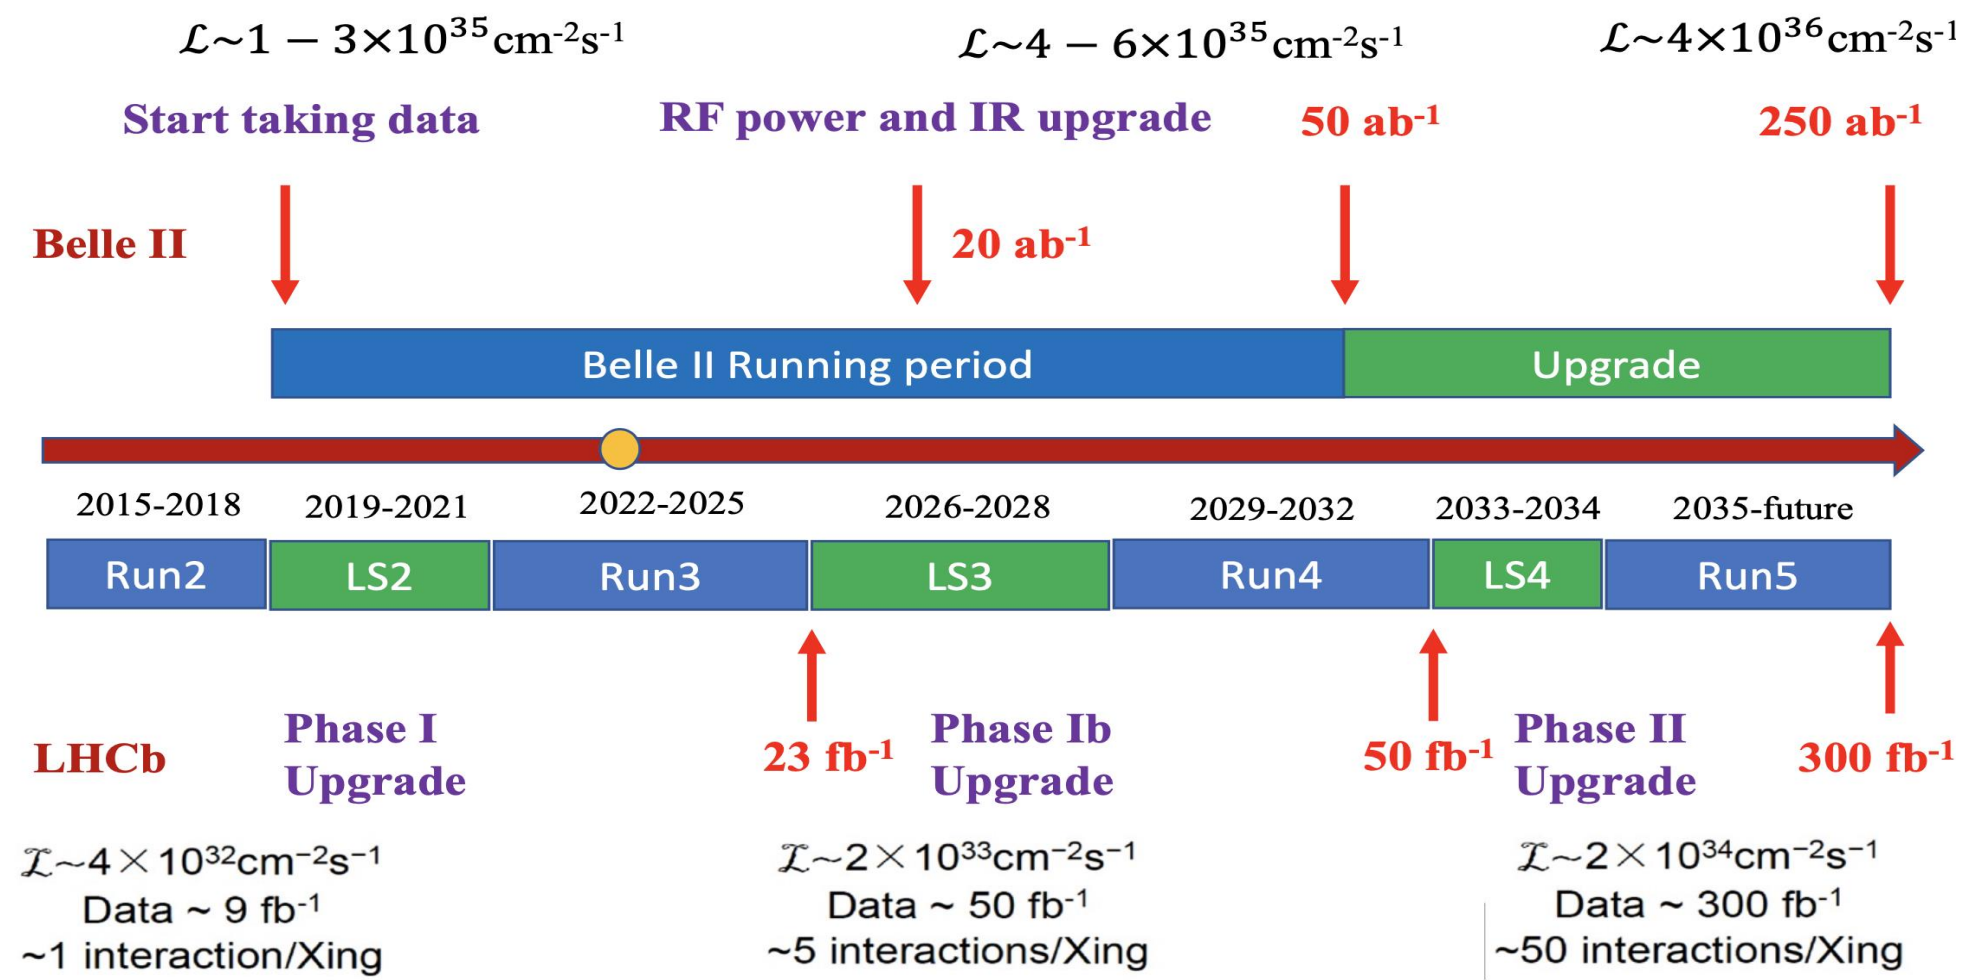 ℒ~1 − 3×10³⁵cm⁻²s⁻¹
ℒ~4 − 6×10³⁵cm⁻²s⁻¹
ℒ~4×10³⁶cm⁻²s⁻¹
Start taking data
RF power and IR upgrade
50 ab⁻¹
250 ab⁻¹
Belle II
20 ab⁻¹
Belle II Running period
Upgrade
2015-2018
2019-2021
2022-2025
2026-2028
2029-2032
2033-2034
2035-future
Run2
LS2
Run3
LS3
Run4
LS4
Run5
LHCb
Phase I
Upgrade
23 fb⁻¹
Phase Ib
Upgrade
50 fb⁻¹
Phase II
Upgrade
300 fb⁻¹
ℒ~4×10³²cm⁻²s⁻¹
Data ~ 9 fb⁻¹
~1 interaction/Xing
ℒ~2×10³³cm⁻²s⁻¹
Data ~ 50 fb⁻¹
~5 interactions/Xing
ℒ~2×10³⁴cm⁻²s⁻¹
Data ~ 300 fb⁻¹
~50 interactions/Xing